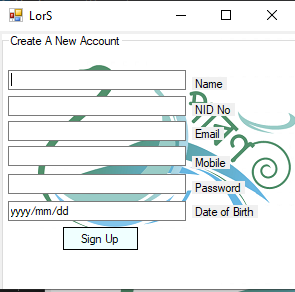 LorS
Create A New Account
Name
NID No
Email
Mobile
Password
yyyy/mm/dd Date of Birth
Sign Up